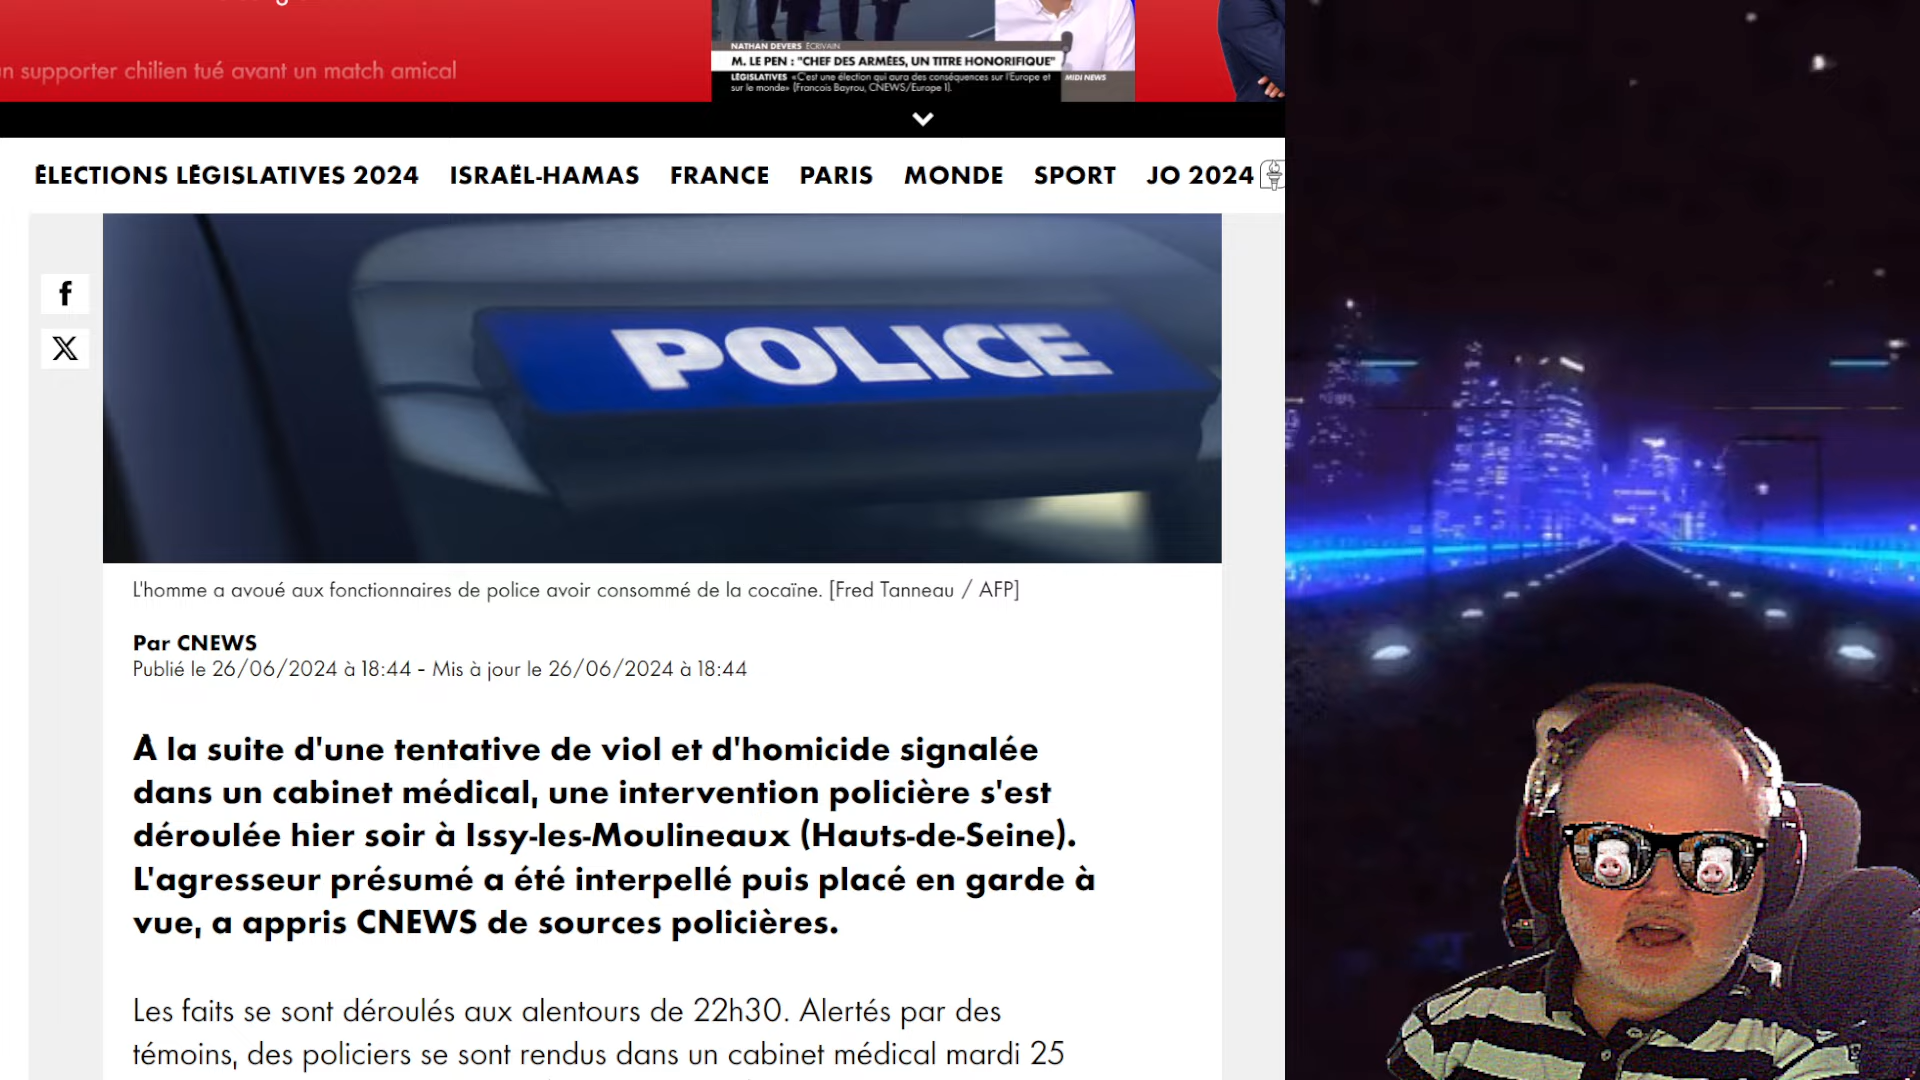 NATHAN DEVERS ÉCRIVAIN
M. LE PEN : "CHEF DES ARMÉES, UN TITRE HONORIFIQUE"
LÉGISLATIVES «C'est une élection qui aura des conséquences sur l'Europe et
sur le monde» (Francois Bayrou, CNEWS/Europe 1).
MIDI NEWS
n supporter chilien tué avant un match amical
ÉLECTIONS LÉGISLATIVES 2024 ISRAËL-HAMAS FRANCE PARIS MONDE SPORT JO 2024
POLICE
L'homme a avoué aux fonctionnaires de police avoir consommé de la cocaïne. [Fred Tanneau / AFP]
Par CNEWS
Publié le 26/06/2024 à 18:44 - Mis à jour le 26/06/2024 à 18:44
À la suite d'une tentative de viol et d'homicide signalée
dans un cabinet médical, une intervention policière s'est
déroulée hier soir à Issy-les-Moulineaux (Hauts-de-Seine).
L'agresseur présumé a été interpellé puis placé en garde à
vue, a appris CNEWS de sources policières.
Les faits se sont déroulés aux alentours de 22h30. Alertés par des
témoins, des policiers se sont rendus dans un cabinet médical mardi 25